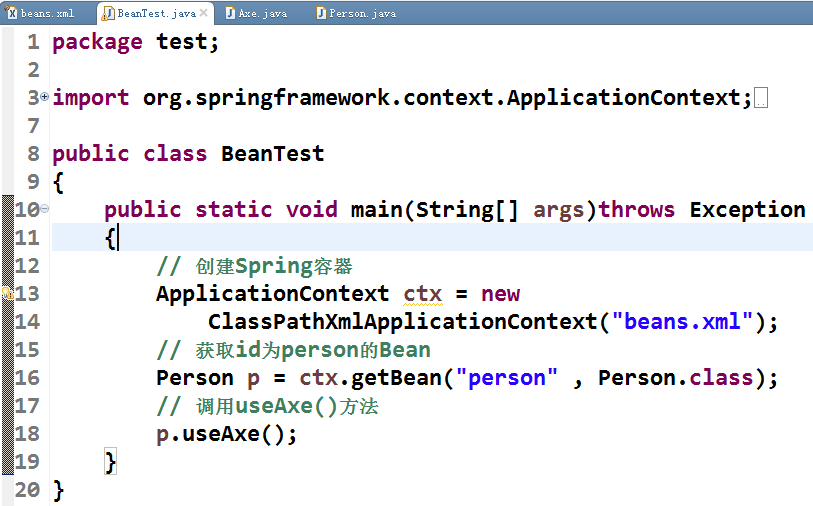 beans.xml BeanTest.java Axe.java Person.java
1 package test;
2
3 import org.springframework.context.ApplicationContext;
7
8 public class BeanTest
9 {
10 public static void main(String[] args)throws Exception
11 {
12 // 创建Spring容器
13 ApplicationContext ctx = new
14 ClassPathXmlApplicationContext("beans.xml");
15 // 获取id为person的Bean
16 Person p = ctx.getBean("person" , Person.class);
17 // 调用useAxe()方法
18 p.useAxe();
19 }
20 }